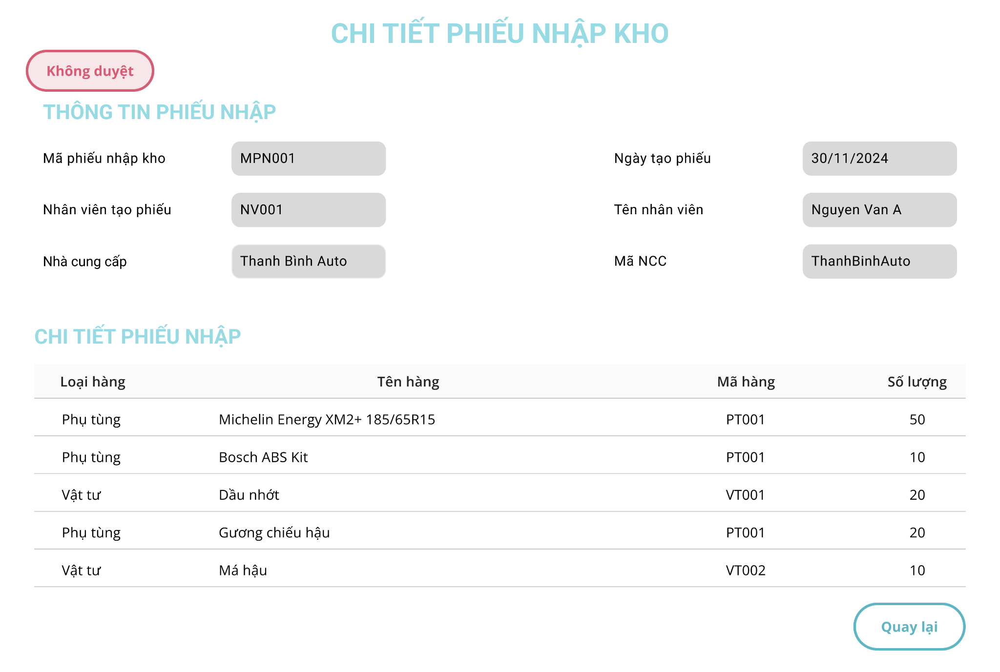 CHI TIẾT PHIẾU NHẬP KHO
Không duyệt
THÔNG TIN PHIẾU NHẬP
Mã phiếu nhập kho MPN001 Ngày tạo phiếu 30/11/2024
Nhân viên tạo phiếu NV001 Tên nhân viên Nguyen Van A
Nhà cung cấp Thanh Bình Auto Mã NCC ThanhBinhAuto
CHI TIẾT PHIẾU NHẬP
Loại hàng Tên hàng Mã hàng Số lượng
Phụ tùng Michelin Energy XM2+ 185/65R15 PT001 50
Phụ tùng Bosch ABS Kit PT001 10
Vật tư Dầu nhớt VT001 20
Phụ tùng Gương chiếu hậu PT001 20
Vật tư Má hậu VT002 10
Quay lại